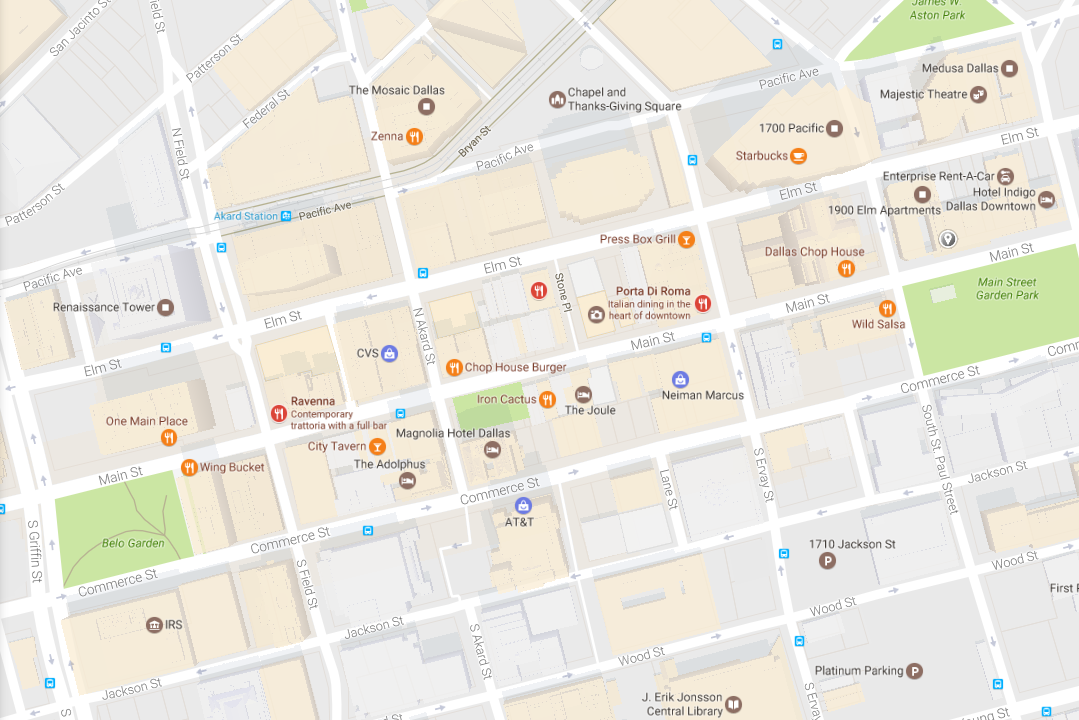 San Jacinto St
Field St
Patterson St
James W.
Aston Park
Pacific Ave
Medusa Dallas
The Mosaic Dallas
Chapel and
Thanks-Giving Square
Majestic Theatre
Federal St
N Field St
Zenna
Bryan St
1700 Pacific
Elm St
Starbucks
Pacific Ave
Enterprise Rent-A-Car
Patterson St
Elm St
Hotel Indigo
Dallas Downtown
1900 Elm Apartments
Akard Station
Pacific Ave
Press Box Grill
Dallas Chop House
Main St
Elm St
Pacific Ave
Stone Pl
Porta Di Roma
Italian dining in the
heart of downtown
Main Street
Garden Park
Renaissance Tower
Main St
Elm St
N Akard St
Wild Salsa
Main St
CVS
Elm St
Chop House Burger
Commerce St
Comm
Neiman Marcus
Iron Cactus
The Joule
Ravenna
Contemporary
trattoria with a full bar
One Main Place
City Tavern
Magnolia Hotel Dallas
South St. Paul Street
The Adolphus
Wing Bucket
Main St
Commerce St
S Ervay St
Lane St
Jackson St
AT&T
Belo Garden
Commerce St
S Griffin St
1710 Jackson St
Wood St
Commerce St
S Field St
First F
Wood St
IRS
Jackson St
S Akard St
Wood St
Platinum Parking
Jackson St
S Ervay
J. Erik Jonsson
Central Library
S
d St
Young St